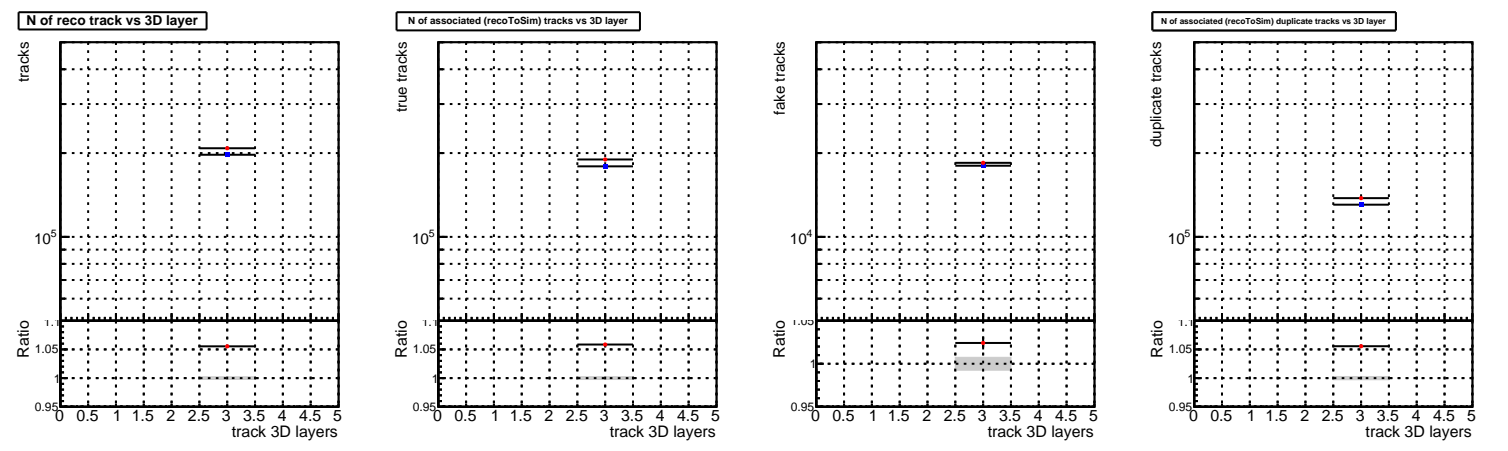 N of reco track vs 3D layer
tracks
10^5
Ratio
1.1
1.05
1
0.95
0 0.5 1 1.5 2 2.5 3 3.5 4 4.5 5
track 3D layers
N of associated (recoToSim) tracks vs 3D layer
true tracks
10^5
Ratio
1.1
1.05
1
0.95
0 0.5 1 1.5 2 2.5 3 3.5 4 4.5 5
track 3D layers
fake tracks
10^4
Ratio
1.05
1
0.95
0 0.5 1 1.5 2 2.5 3 3.5 4 4.5 5
track 3D layers
N of associated (recoToSim) duplicate tracks vs 3D layer
duplicate tracks
10^5
Ratio
1.1
1.05
1
0.95
0 0.5 1 1.5 2 2.5 3 3.5 4 4.5 5
track 3D layers